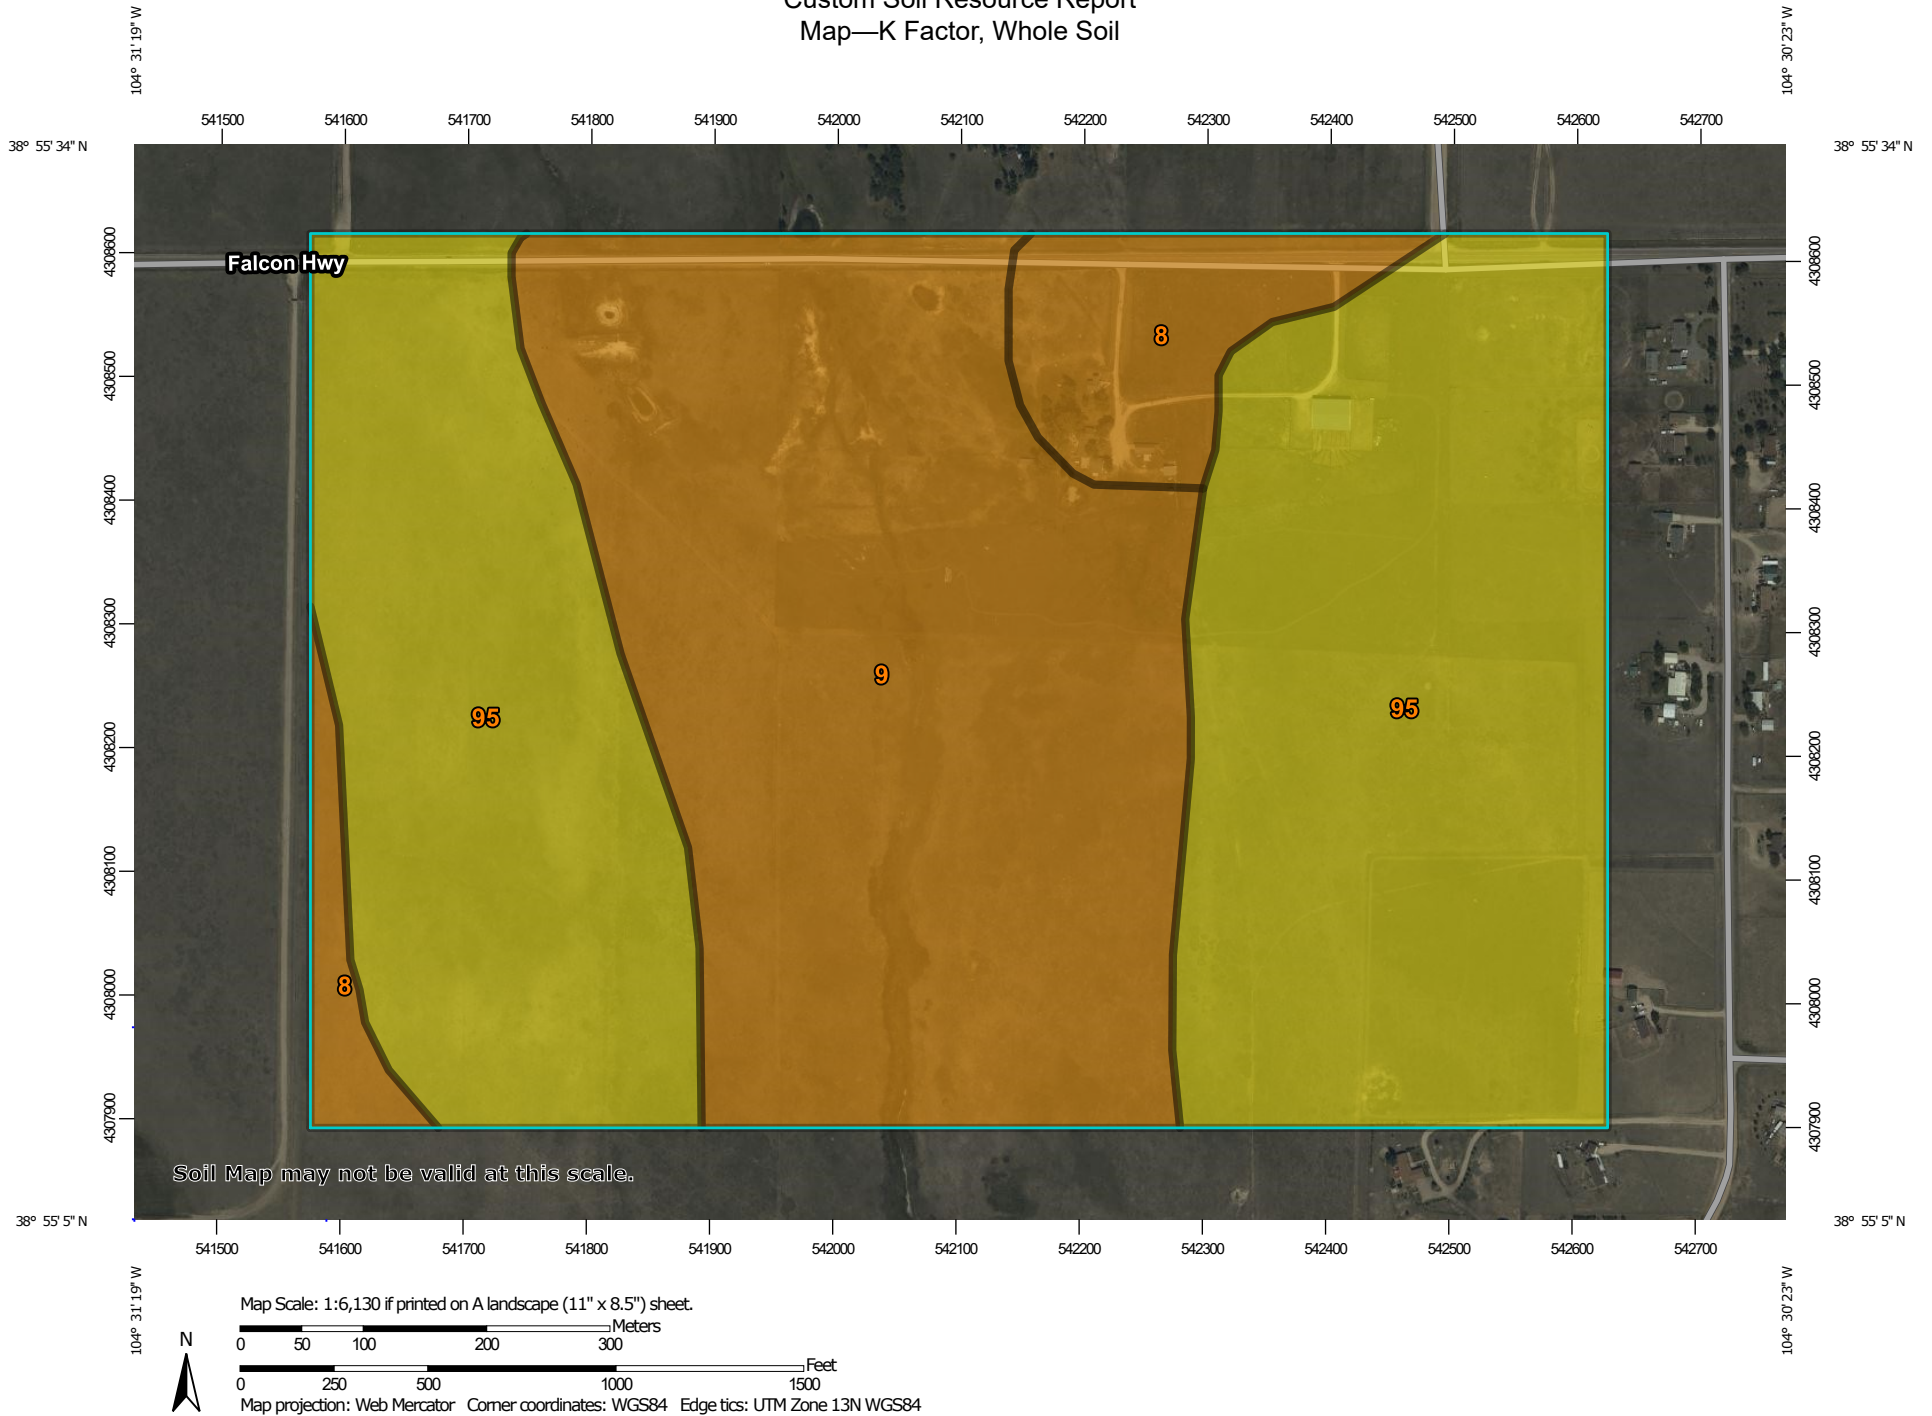 Custom Soil Resource Report
Map—K Factor, Whole Soil
104° 31' 19" W
104° 30' 23" W
541500 541600 541700 541800 541900 542000 542100 542200 542300 542400 542500 542600 542700
38° 55' 34" N
38° 55' 34" N
4308600
4308600
Falcon Hwy
8
4308500
4308500
4308400
4308400
4308300
4308300
9
95
95
4308200
4308200
4308100
4308100
8
4308000
4308000
4307900
4307900
Soil Map may not be valid at this scale.
38° 55' 5" N
38° 55' 5" N
541500 541600 541700 541800 541900 542000 542100 542200 542300 542400 542500 542600 542700
104° 31' 19" W
104° 30' 23" W
Map Scale: 1:6,130 if printed on A landscape (11" x 8.5") sheet.
Meters
N
0 50 100 200 300
Feet
0 250 500 1000 1500
Map projection: Web Mercator Corner coordinates: WGS84 Edge tics: UTM Zone 13N WGS84